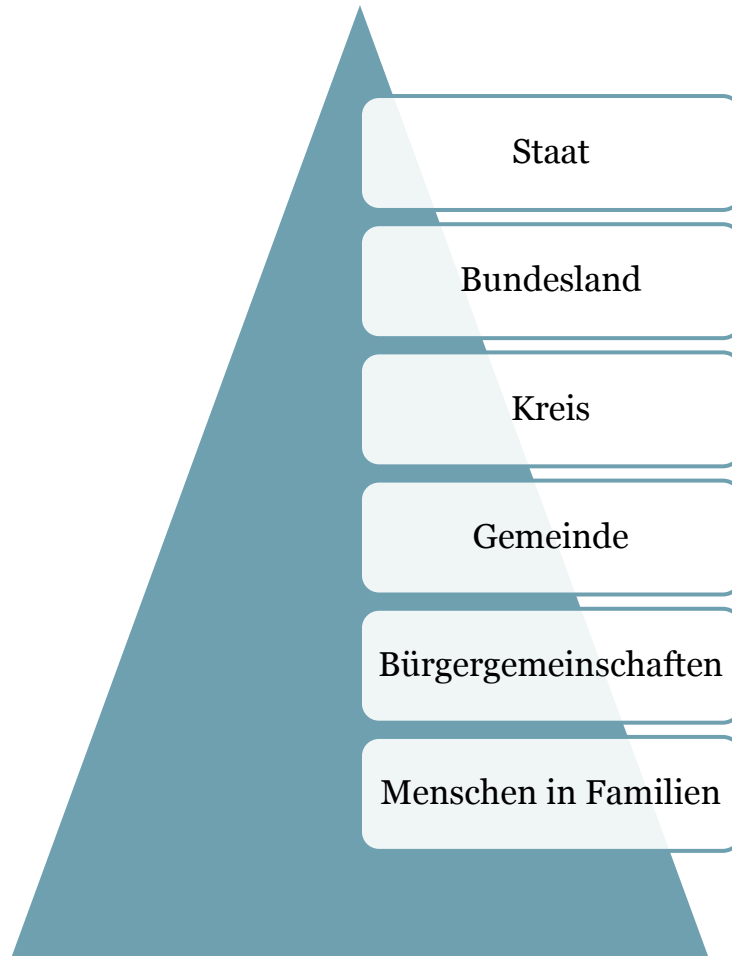 Staat
Bundesland
Kreis
Gemeinde
Bürgergemeinschaften
Menschen in Familien